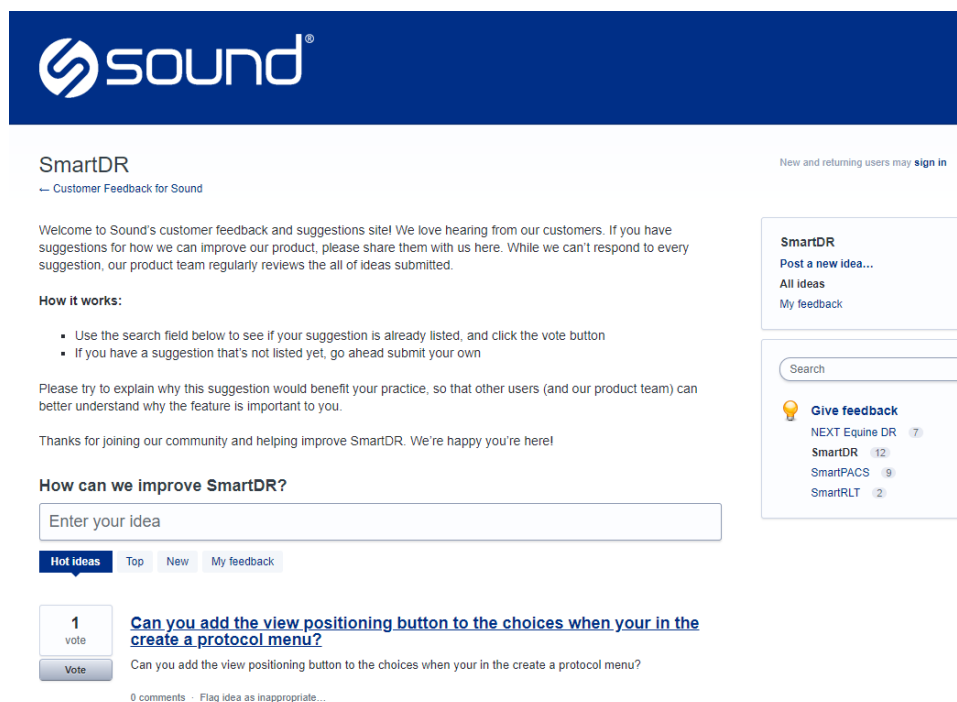 sound®
SmartDR
← Customer Feedback for Sound
New and returning users may sign in
Welcome to Sound's customer feedback and suggestions site! We love hearing from our customers. If you have
suggestions for how we can improve our product, please share them with us here. While we can't respond to every
suggestion, our product team regularly reviews the all of ideas submitted.
How it works:
▪ Use the search field below to see if your suggestion is already listed, and click the vote button
▪ If you have a suggestion that's not listed yet, go ahead submit your own
Please try to explain why this suggestion would benefit your practice, so that other users (and our product team) can
better understand why the feature is important to you.
Thanks for joining our community and helping improve SmartDR. We're happy you're here!
How can we improve SmartDR?
Enter your idea
Hot ideas Top New My feedback
1
vote
Vote
Can you add the view positioning button to the choices when your in the
create a protocol menu?
Can you add the view positioning button to the choices when your in the create a protocol menu?
0 comments · Flag idea as inappropriate…
SmartDR
Post a new idea…
All ideas
My feedback
Search
Give feedback
NEXT Equine DR 7
SmartDR 12
SmartPACS 9
SmartRLT 2